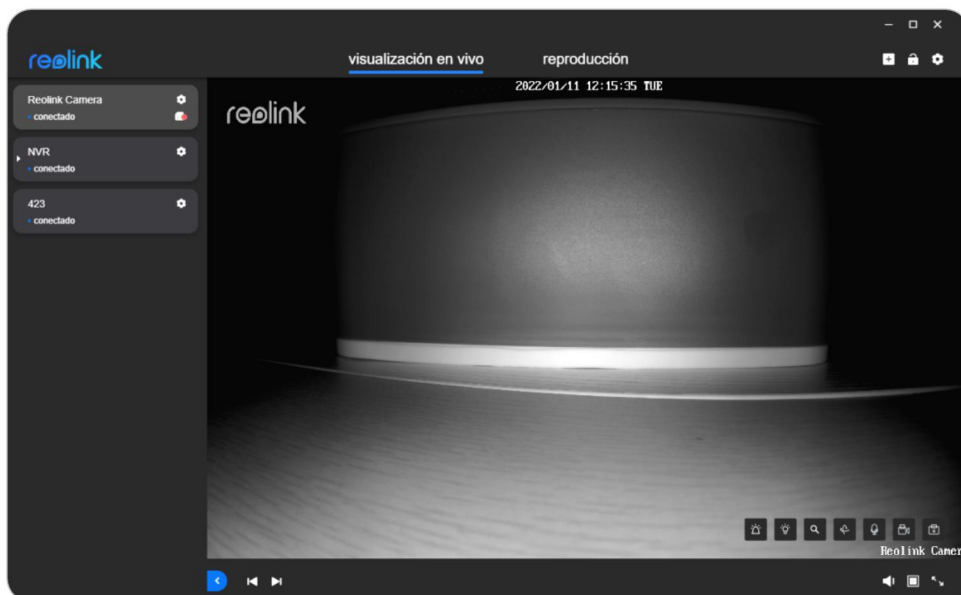 reolink
visualización en vivo
reproducción
Reolink Camera
conectado
NVR
conectado
423
conectado
2022/01/11 12:15:35 TUE
reolink
Reolink Camer